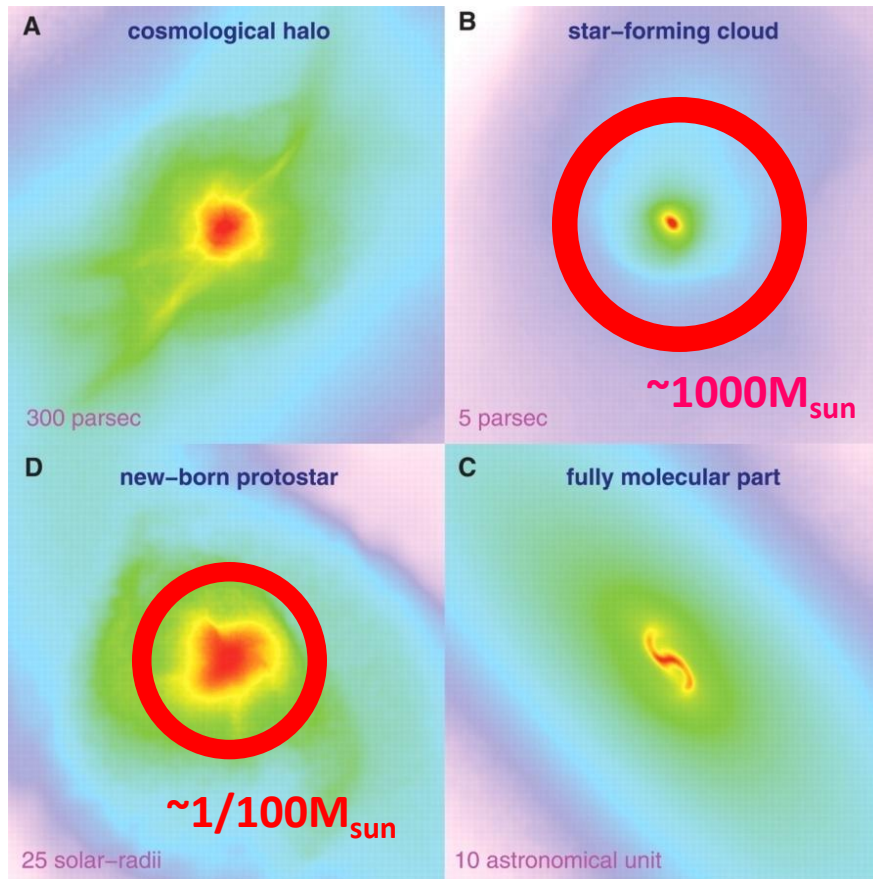 A
cosmological halo
300 parsec
B
star–forming cloud
~1000Msun
5 parsec
D
new–born protostar
~1/100Msun
25 solar–radii
C
fully molecular part
10 astronomical unit